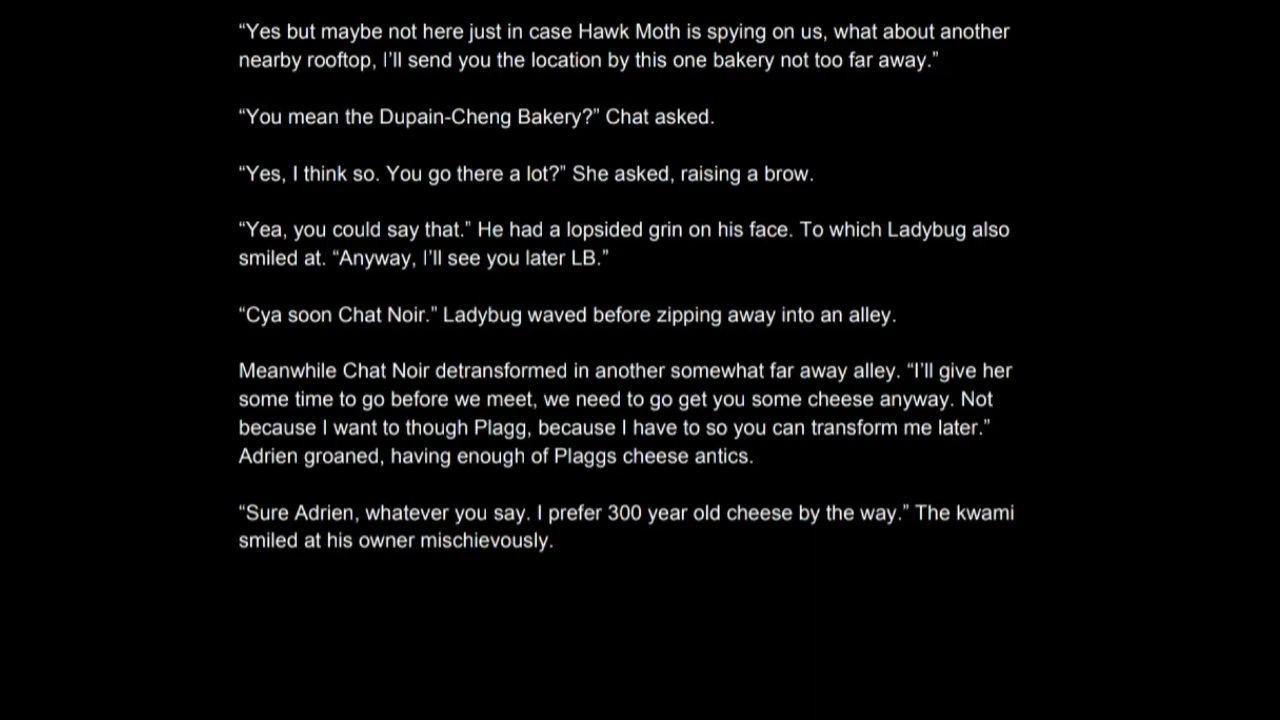 “Yes but maybe not here just in case Hawk Moth is spying on us, what about another
nearby rooftop, I’ll send you the location by this one bakery not too far away.”
“You mean the Dupain-Cheng Bakery?” Chat asked.
“Yes, I think so. You go there a lot?” She asked, raising a brow.
“Yea, you could say that.” He had a lopsided grin on his face. To which Ladybug also
smiled at. “Anyway, I’ll see you later LB.”
“Cya soon Chat Noir.” Ladybug waved before zipping away into an alley.
Meanwhile Chat Noir detransformed in another somewhat far away alley. “I’ll give her
some time to go before we meet, we need to go get you some cheese anyway. Not
because I want to though Plagg, because I have to so you can transform me later.”
Adrien groaned, having enough of Plaggs cheese antics.
“Sure Adrien, whatever you say. I prefer 300 year old cheese by the way.” The kwami
smiled at his owner mischievously.